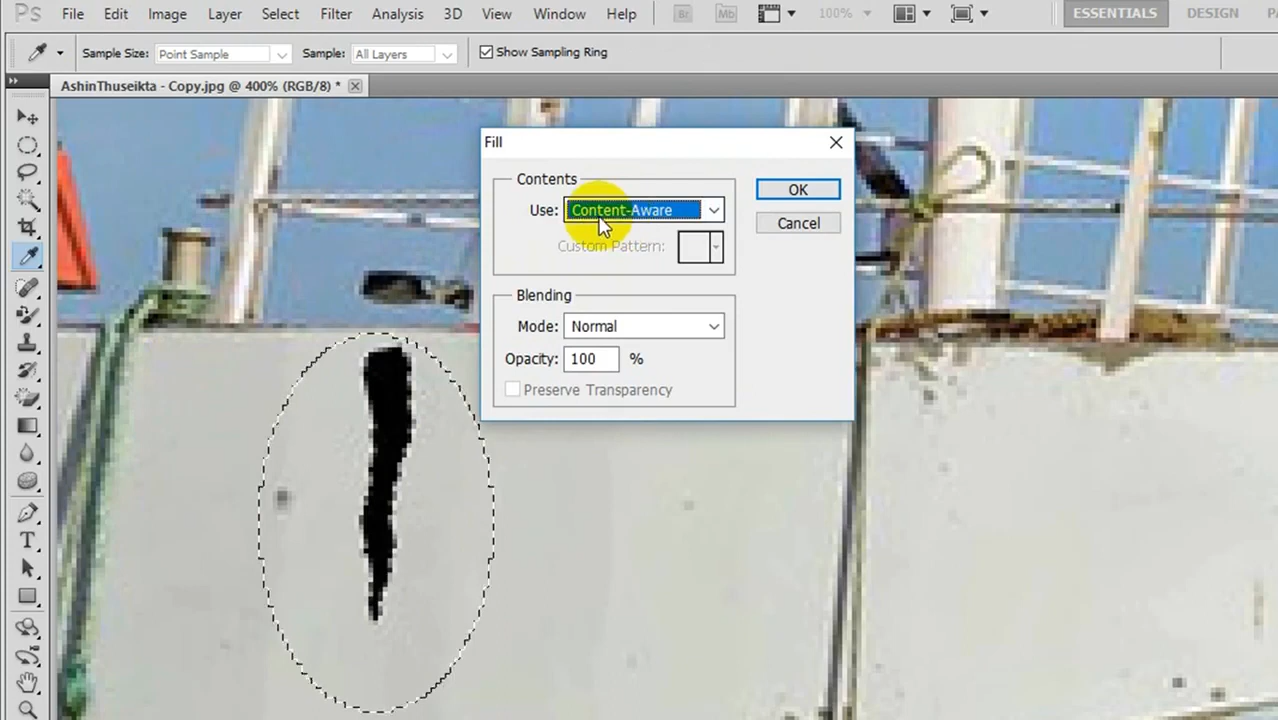 Ps File Edit Image Layer Select Filter Analysis 3D View Window Help Br Mb 100% ESSENTIALS DESIGN
Sample Size: Point Sample Sample: All Layers Show Sampling Ring
AshinThuseikta - Copy.jpg @ 400% (RGB/8) *
Fill
Contents
Use: Content-Aware
OK
Custom Pattern:
Cancel
Blending
Mode: Normal
Opacity: 100 %
Preserve Transparency